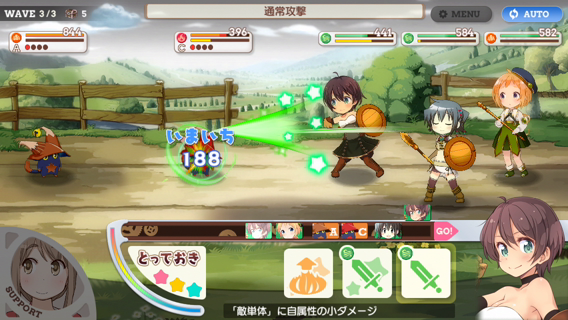 WAVE 3/3 5
通常攻撃
MENU
AUTO
844
A
396
C
441
584
582
いまいち
188
A C
GO!
とっておき
SUPPORT
「敵単体」に自属性の小ダメージ